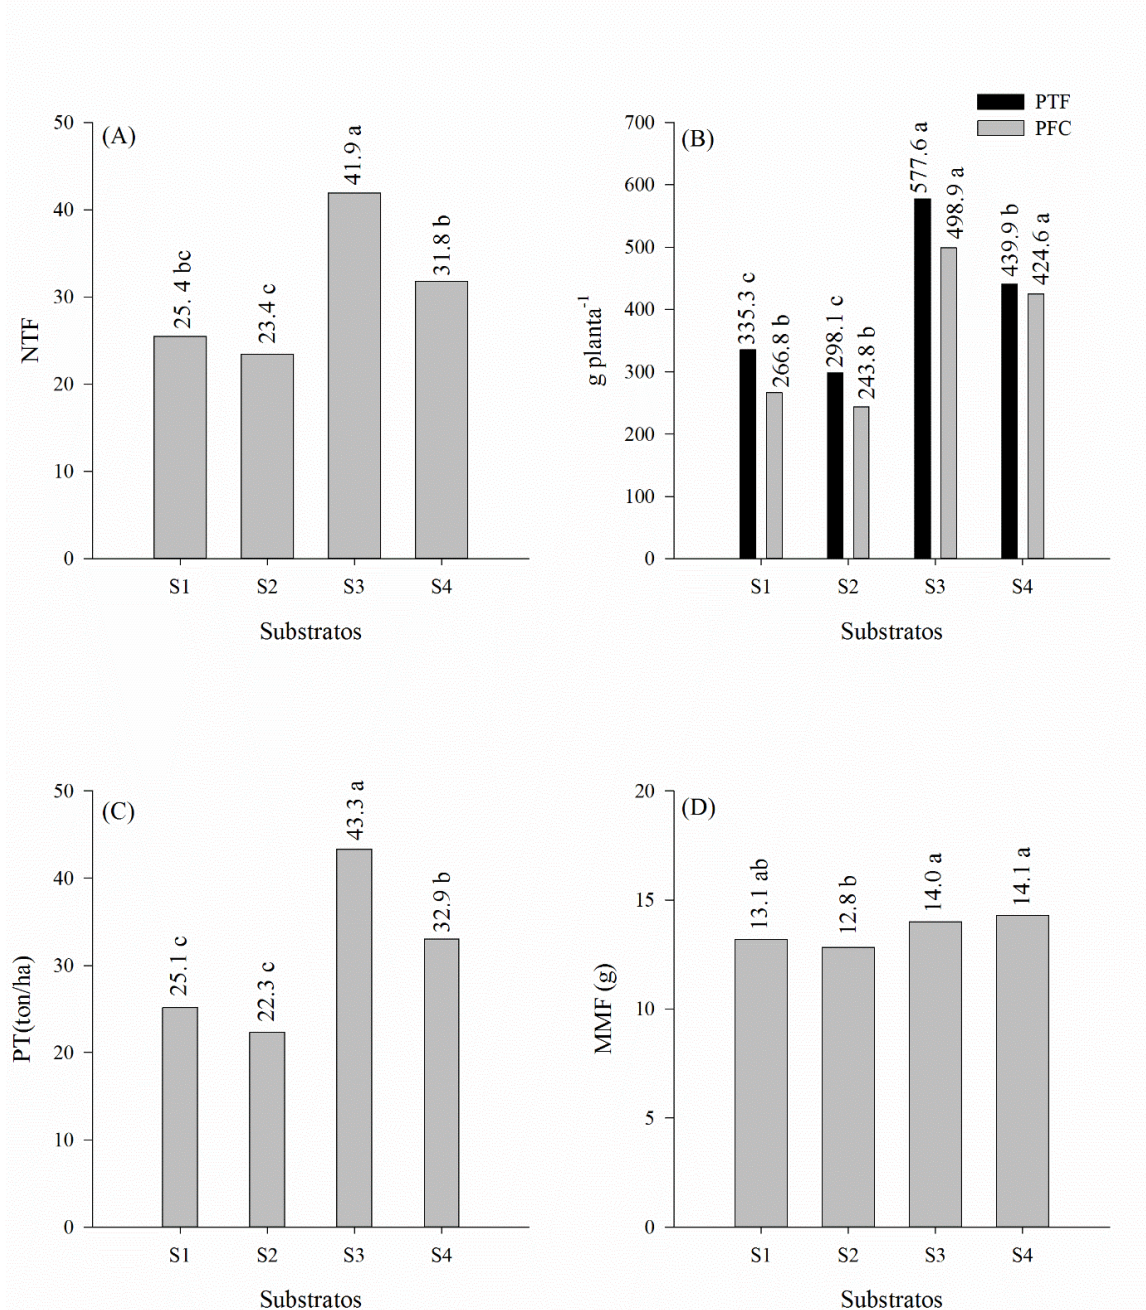 (A)
NTF
50
40
30
20
10
0
25.4 bc
23.4 c
41.9 a
31.8 b
S1 S2 S3 S4
Substratos
PTF
PFC
(B)
g planta⁻¹
700
600
500
400
300
200
100
0
335.3 c
266.8 b
298.1 c
243.8 b
577.6 a
498.9 a
439.9 b
424.6 a
S1 S2 S3 S4
Substratos
(C)
PT(ton/ha)
50
40
30
20
10
0
25.1 c
22.3 c
43.3 a
32.9 b
S1 S2 S3 S4
Substratos
(D)
MMF (g)
20
15
10
5
0
13.1 ab
12.8 b
14.0 a
14.1 a
S1 S2 S3 S4
Substratos